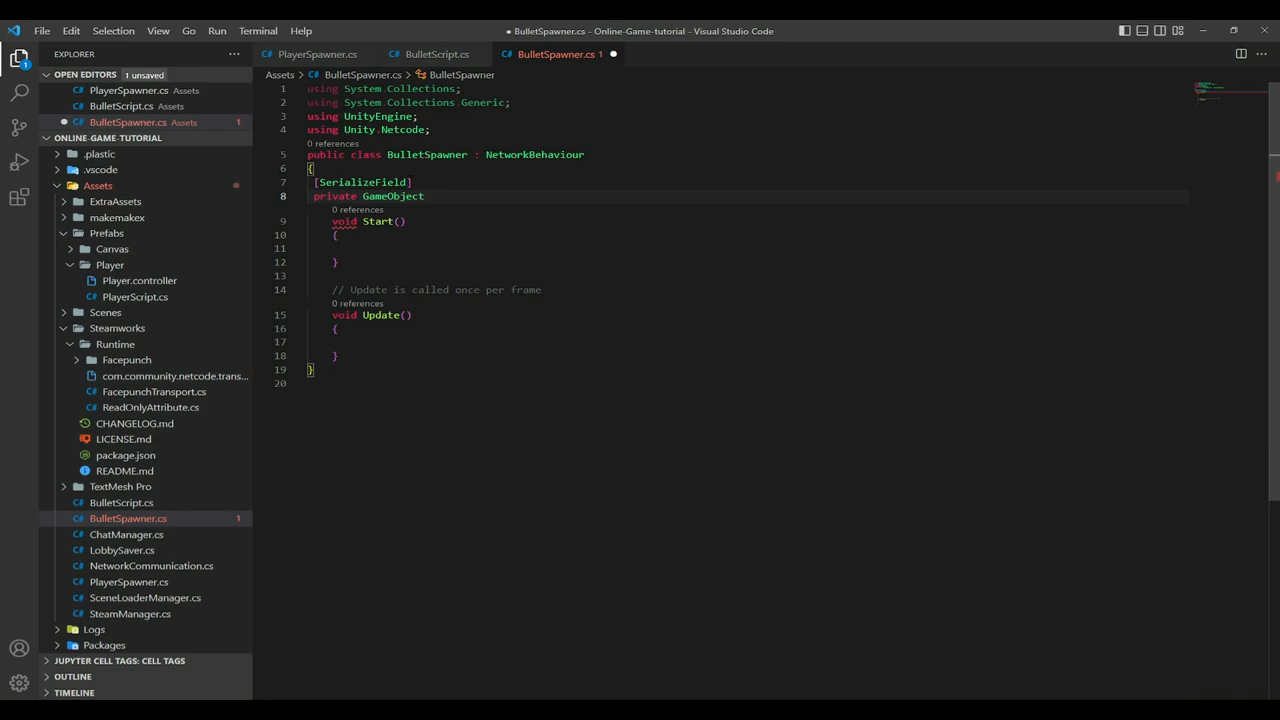 File Edit Selection View Go Run Terminal Help
● BulletSpawner.cs - Online-Game-tutorial - Visual Studio Code
EXPLORER
PlayerSpawner.cs
BulletScript.cs
BulletSpawner.cs 1
OPEN EDITORS 1 unsaved
PlayerSpawner.cs Assets
BulletScript.cs Assets
BulletSpawner.cs Assets 1
ONLINE-GAME-TUTORIAL
.plastic
.vscode
Assets
ExtraAssets
makemakex
Prefabs
Canvas
Player
Player.controller
PlayerScript.cs
Scenes
Steamworks
Runtime
Facepunch
com.community.netcode.trans...
FacepunchTransport.cs
ReadOnlyAttribute.cs
CHANGELOG.md
LICENSE.md
package.json
README.md
TextMesh Pro
BulletScript.cs
BulletSpawner.cs 1
ChatManager.cs
LobbySaver.cs
NetworkCommunication.cs
PlayerSpawner.cs
SceneLoaderManager.cs
SteamManager.cs
Logs
Packages
JUPYTER CELL TAGS: CELL TAGS
OUTLINE
TIMELINE
1
Assets > BulletSpawner.cs > BulletSpawner
1 using System.Collections;
2 using System.Collections.Generic;
3 using UnityEngine;
4 using Unity.Netcode;
0 references
5 public class BulletSpawner : NetworkBehaviour
6 {
7 [SerializeField]
8 private GameObject
0 references
9 void Start()
10 {
11
12 }
13
14 // Update is called once per frame
0 references
15 void Update()
16 {
17
18 }
19 }
20